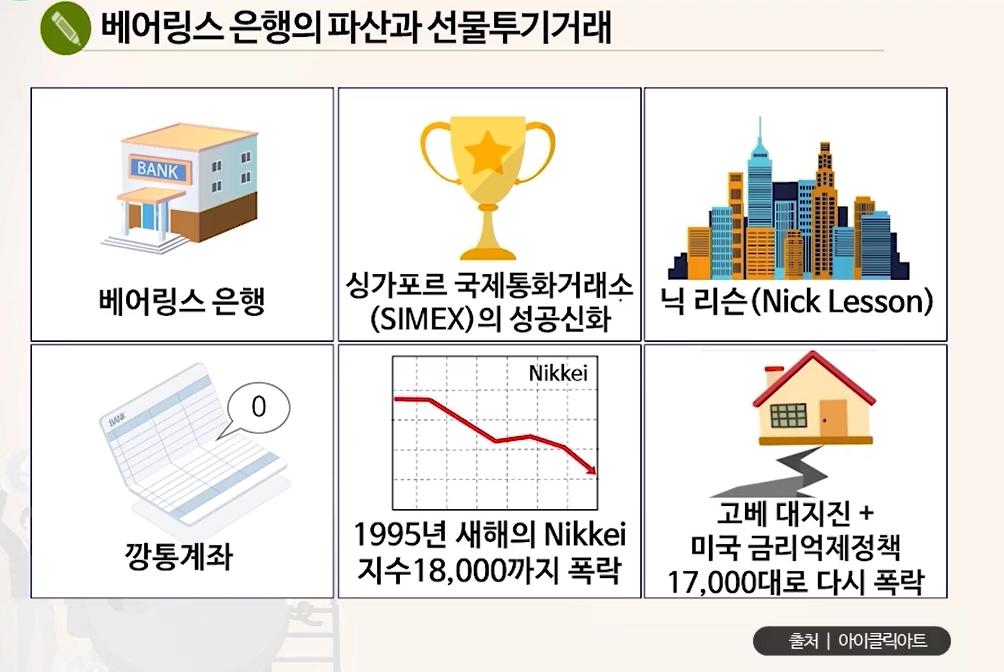 베어링스 은행의 파산과 선물투기거래
BANK
베어링스 은행
싱가포르 국제통화거래소
(SIMEX)의 성공신화
닉 리슨(Nick Lesson)
BANK
0
깡통계좌
Nikkei
1995년 새해의 Nikkei
지수18,000까지 폭락
고베 대지진 +
미국 금리억제정책
17,000대로 다시 폭락
출처 | 아이클릭아트